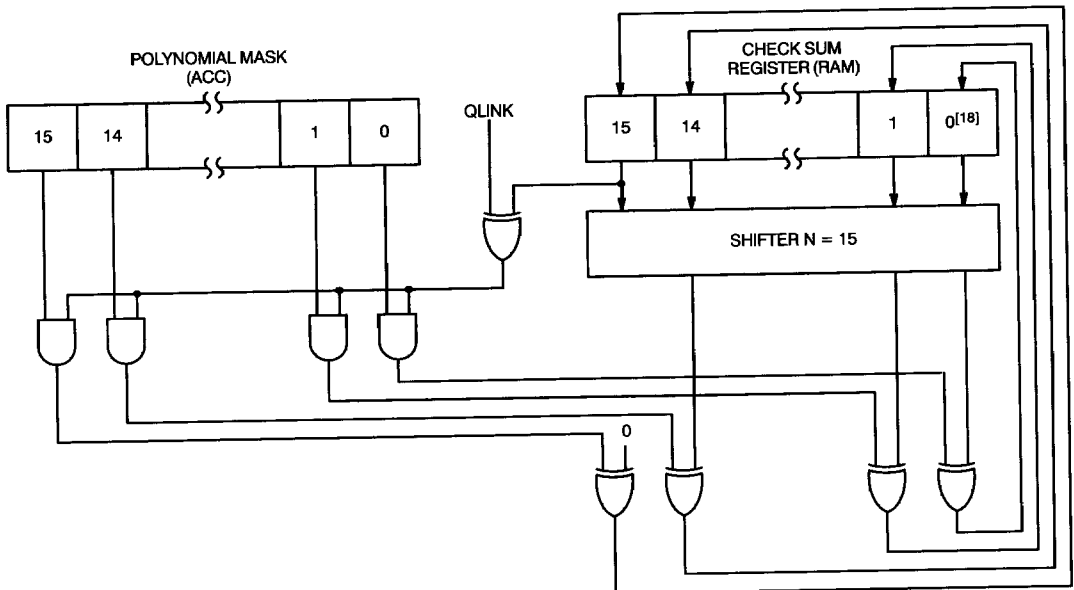 POLYNOMIAL MASK
(ACC)
15 14 1 0
QLINK
CHECK SUM
REGISTER (RAM)
15 14 1 0[18]
SHIFTER N = 15
0